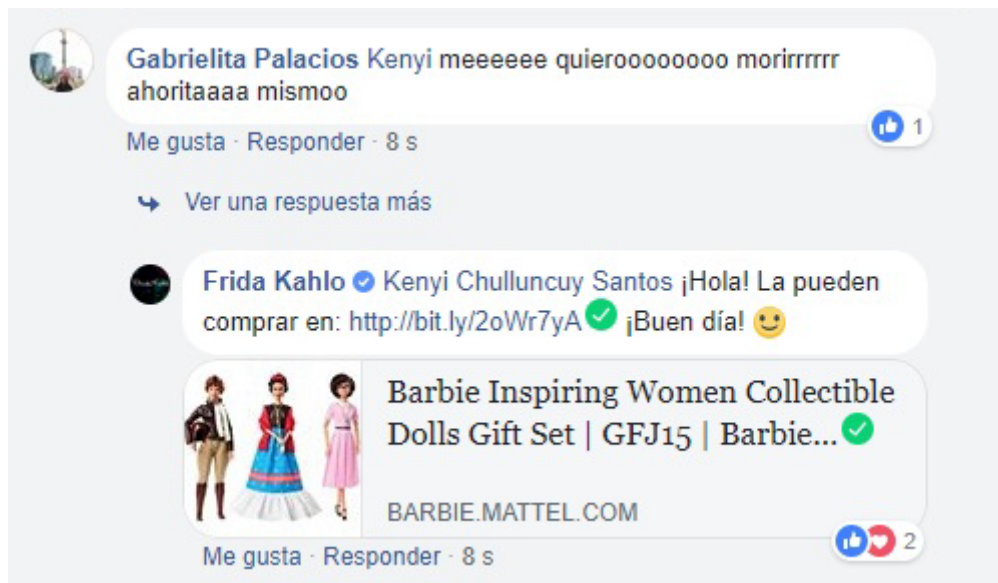 Gabrielita Palacios Kenyi meeeeee quieroooooooo morirrrrrr
ahoritaaaa mismoo
Me gusta · Responder · 8 s
1
Ver una respuesta más
Frida Kahlo Kenyi Chulluncuy Santos ¡Hola! La pueden
comprar en: http://bit.ly/2oWr7yA ¡Buen día!
Barbie Inspiring Women Collectible
Dolls Gift Set | GFJ15 | Barbie...
BARBIE.MATTEL.COM
2
Me gusta · Responder · 8 s